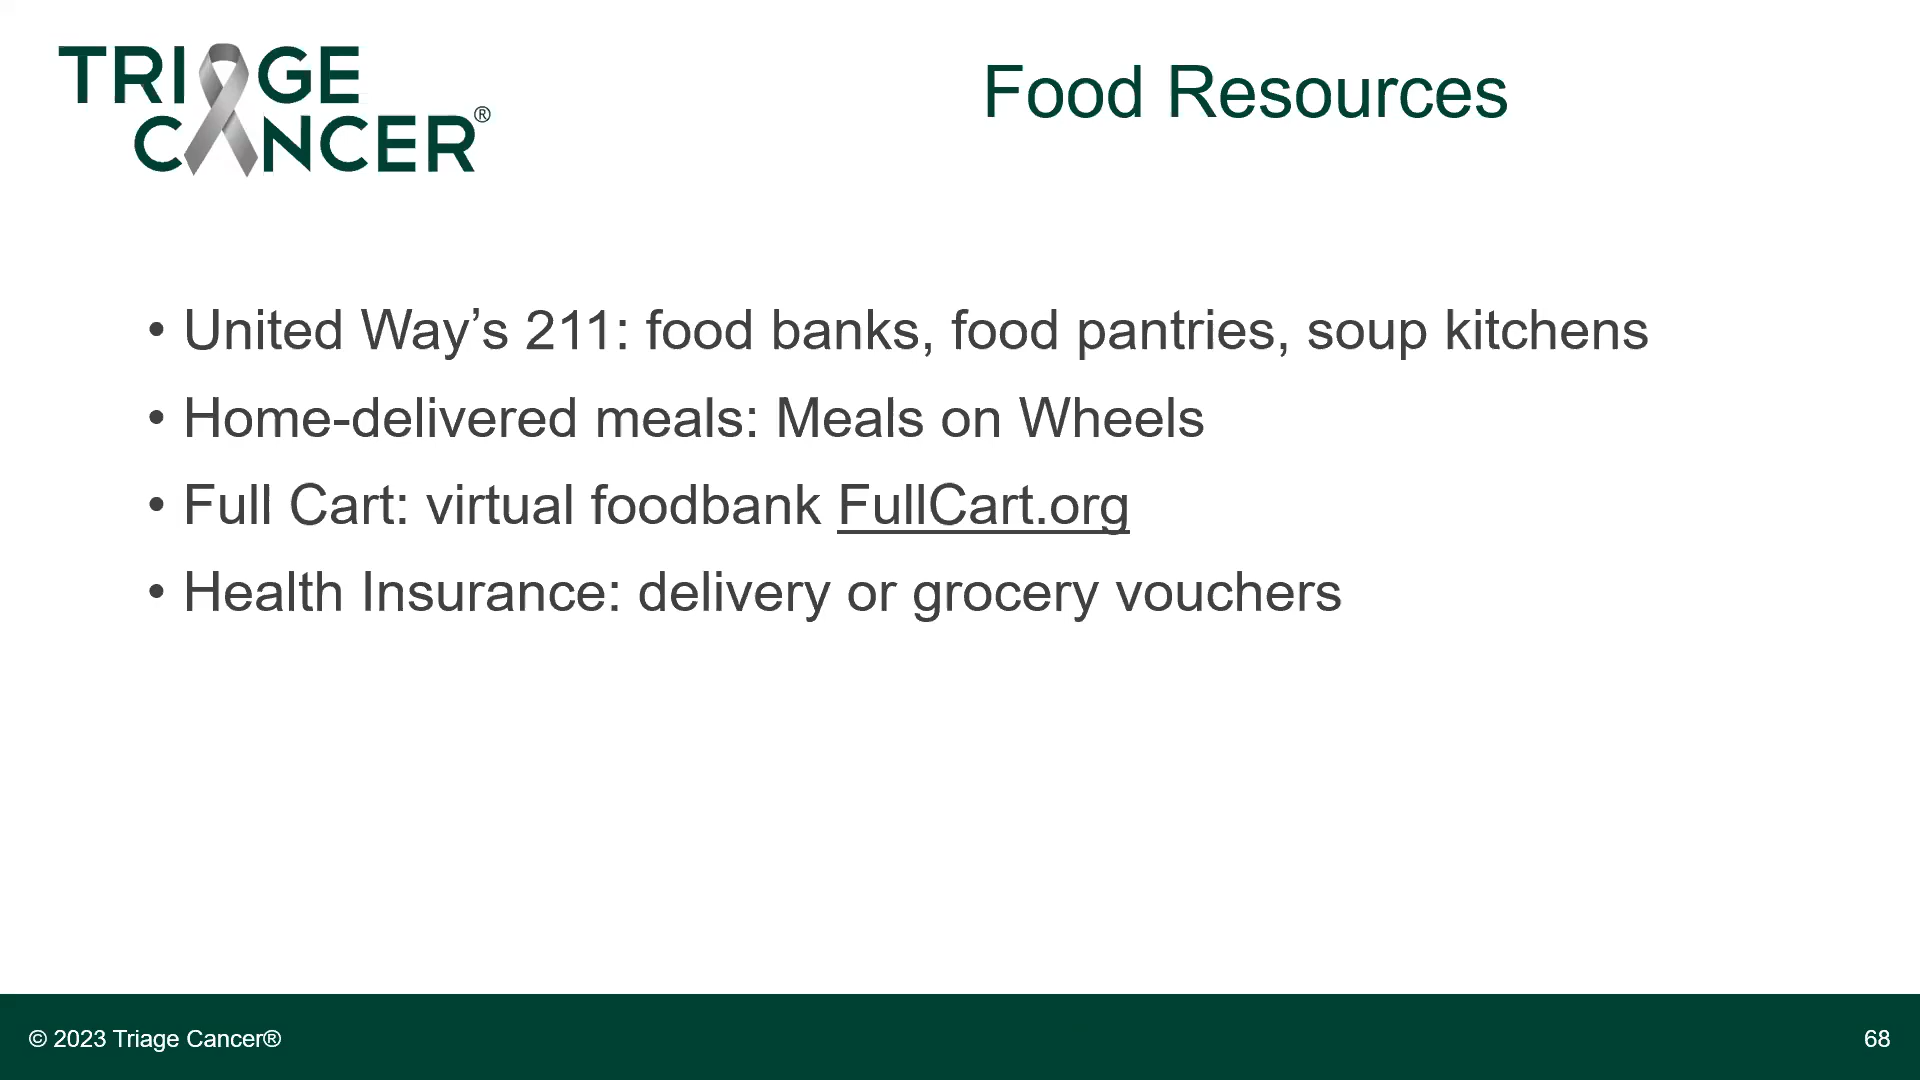 TRIAGE
CANCER®
Food Resources
• United Way’s 211: food banks, food pantries, soup kitchens
• Home-delivered meals: Meals on Wheels
• Full Cart: virtual foodbank FullCart.org
• Health Insurance: delivery or grocery vouchers
© 2023 Triage Cancer®
68